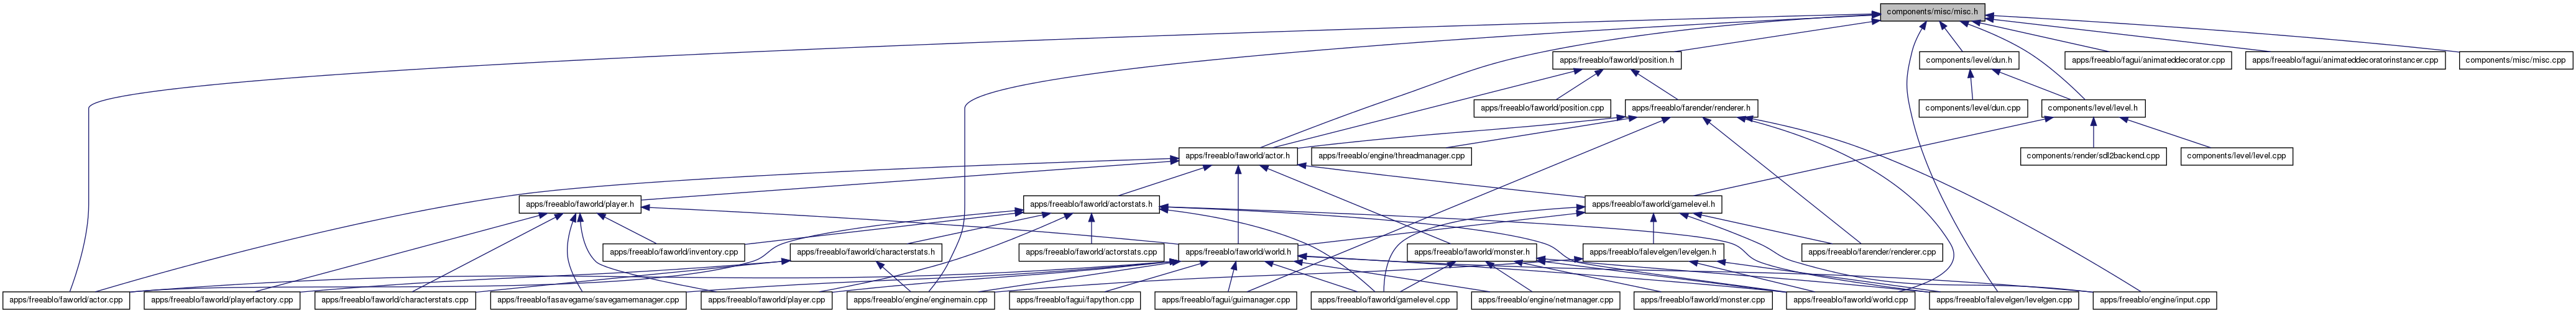 components/misc/misc.h
apps/freeablo/faworld/position.h
components/level/dun.h
apps/freeablo/fagui/animateddecorator.cpp
apps/freeablo/fagui/animateddecoratorinstancer.cpp
components/misc/misc.cpp
apps/freeablo/faworld/position.cpp
apps/freeablo/farender/renderer.h
components/level/dun.cpp
components/level/level.h
apps/freeablo/faworld/actor.h
apps/freeablo/engine/threadmanager.cpp
components/render/sdl2backend.cpp
components/level/level.cpp
apps/freeablo/faworld/player.h
apps/freeablo/faworld/actorstats.h
apps/freeablo/faworld/gamelevel.h
apps/freeablo/faworld/inventory.cpp
apps/freeablo/faworld/characterstats.h
apps/freeablo/faworld/actorstats.cpp
apps/freeablo/faworld/world.h
apps/freeablo/faworld/monster.h
apps/freeablo/falevelgen/levelgen.h
apps/freeablo/farender/renderer.cpp
apps/freeablo/faworld/actor.cpp
apps/freeablo/faworld/playerfactory.cpp
apps/freeablo/faworld/characterstats.cpp
apps/freeablo/fasavegame/savegamemanager.cpp
apps/freeablo/faworld/player.cpp
apps/freeablo/engine/enginemain.cpp
apps/freeablo/fagui/fapython.cpp
apps/freeablo/fagui/guimanager.cpp
apps/freeablo/faworld/gamelevel.cpp
apps/freeablo/engine/netmanager.cpp
apps/freeablo/faworld/monster.cpp
apps/freeablo/faworld/world.cpp
apps/freeablo/falevelgen/levelgen.cpp
apps/freeablo/engine/input.cpp